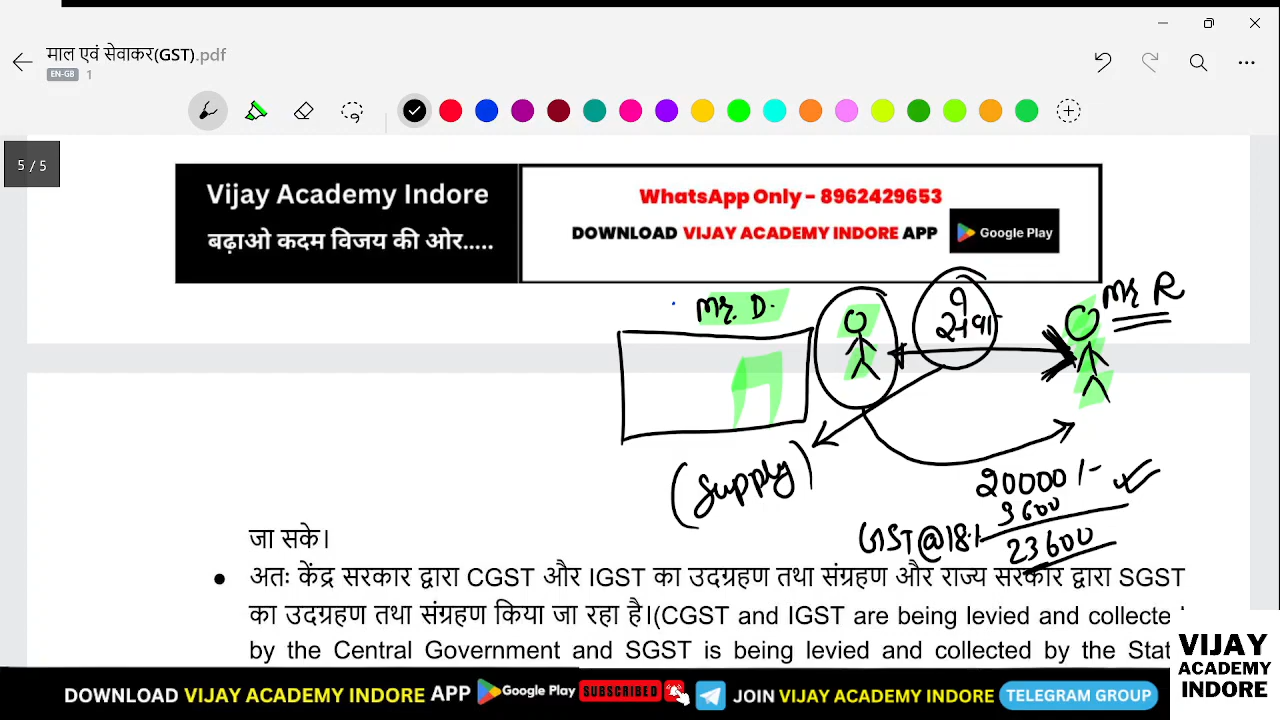 माल एवं सेवाकर(GST).pdf
EN-GB 1
5 / 5
Vijay Academy Indore
बढ़ाओ कदम विजय की ओर.....
WhatsApp Only - 8962429653
DOWNLOAD VIJAY ACADEMY INDORE APP
Google Play
Mr. D.
सेवा
Mr R
(Supply)
20000/-
3600
GST@18%
23600
जा सके।
● अतः केंद्र सरकार द्वारा CGST और IGST का उदग्रहण तथा संग्रहण और राज्य सरकार द्वारा SGST
का उदग्रहण तथा संग्रहण किया जा रहा है।(CGST and IGST are being levied and collecte
by the Central Government and SGST is being levied and collected by the Stat
VIJAY
ACADEMY
INDORE
DOWNLOAD VIJAY ACADEMY INDORE APP Google Play SUBSCRIBED JOIN VIJAY ACADEMY INDORE TELEGRAM GROUP